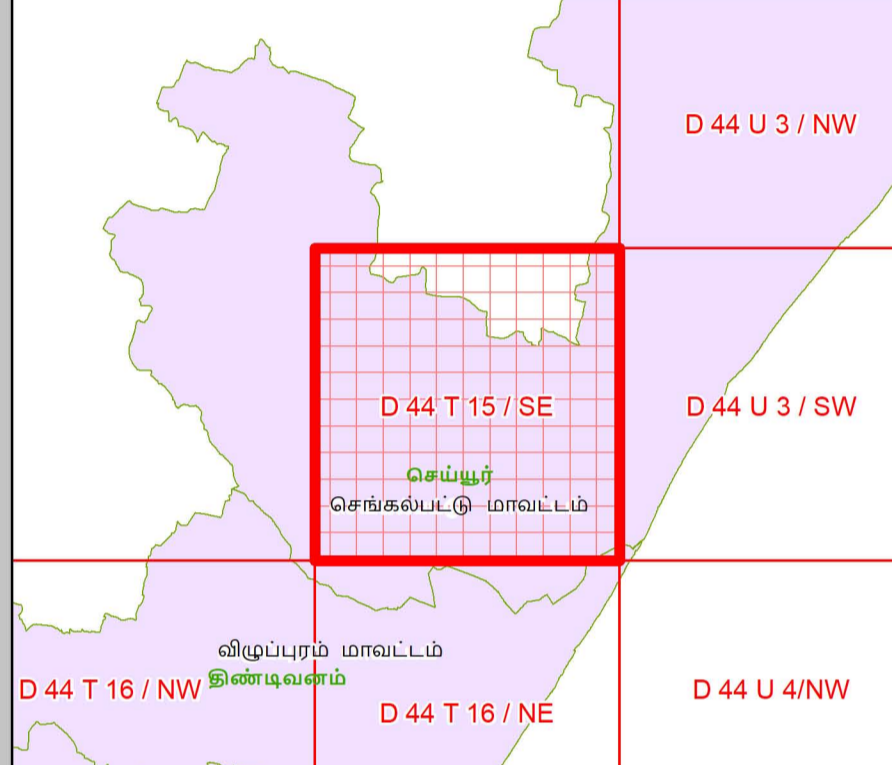 D 44 U 3 / NW
D 44 T 15 / SE
D 44 U 3 / SW
செய்யூர்
செங்கல்பட்டு மாவட்டம்
விழுப்புரம் மாவட்டம்
திண்டிவனம்
D 44 T 16 / NW
D 44 T 16 / NE
D 44 U 4/NW